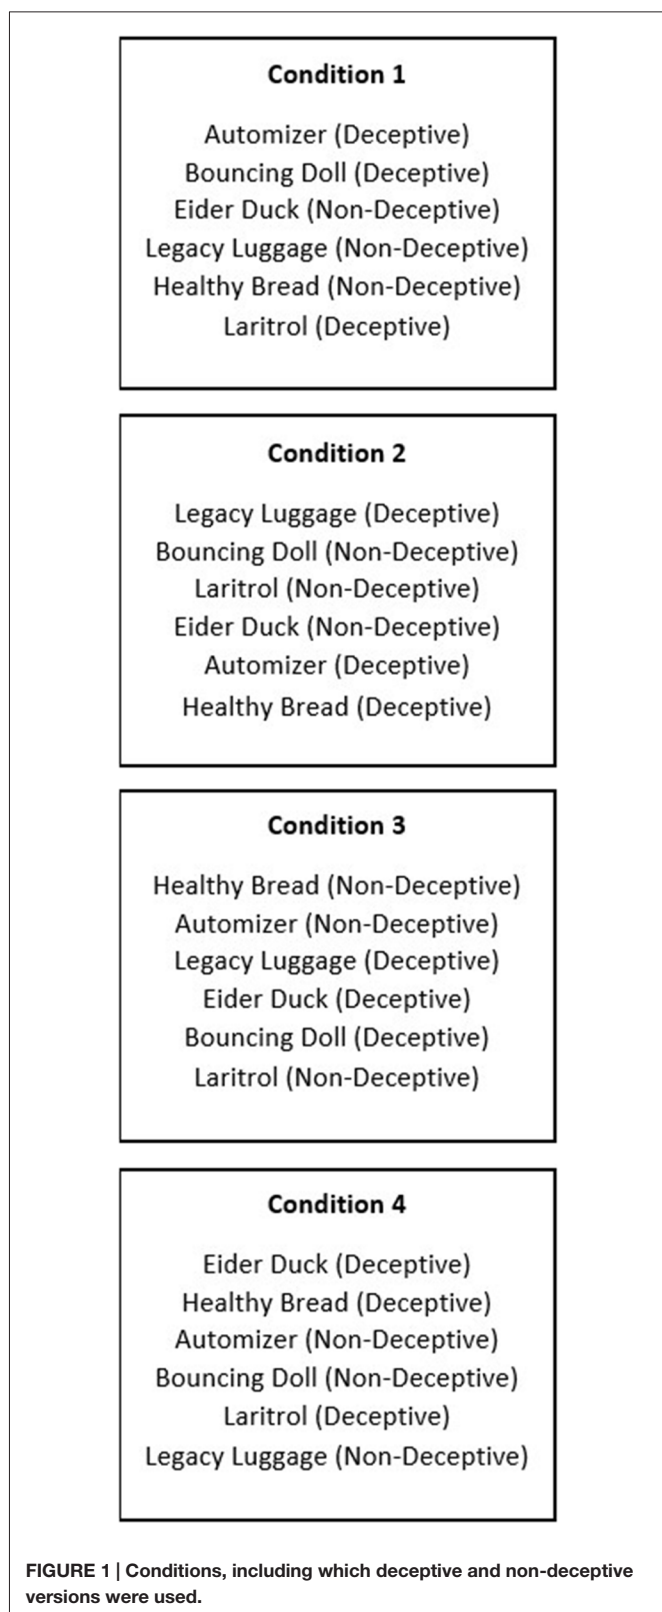 Condition 1
Automizer (Deceptive)
Bouncing Doll (Deceptive)
Eider Duck (Non-Deceptive)
Legacy Luggage (Non-Deceptive)
Healthy Bread (Non-Deceptive)
Laritrol (Deceptive)
Condition 2
Legacy Luggage (Deceptive)
Bouncing Doll (Non-Deceptive)
Laritrol (Non-Deceptive)
Eider Duck (Non-Deceptive)
Automizer (Deceptive)
Healthy Bread (Deceptive)
Condition 3
Healthy Bread (Non-Deceptive)
Automizer (Non-Deceptive)
Legacy Luggage (Deceptive)
Eider Duck (Deceptive)
Bouncing Doll (Deceptive)
Laritrol (Non-Deceptive)
Condition 4
Eider Duck (Deceptive)
Healthy Bread (Deceptive)
Automizer (Non-Deceptive)
Bouncing Doll (Non-Deceptive)
Laritrol (Deceptive)
Legacy Luggage (Non-Deceptive)
FIGURE 1 | Conditions, including which deceptive and non-deceptive
versions were used.